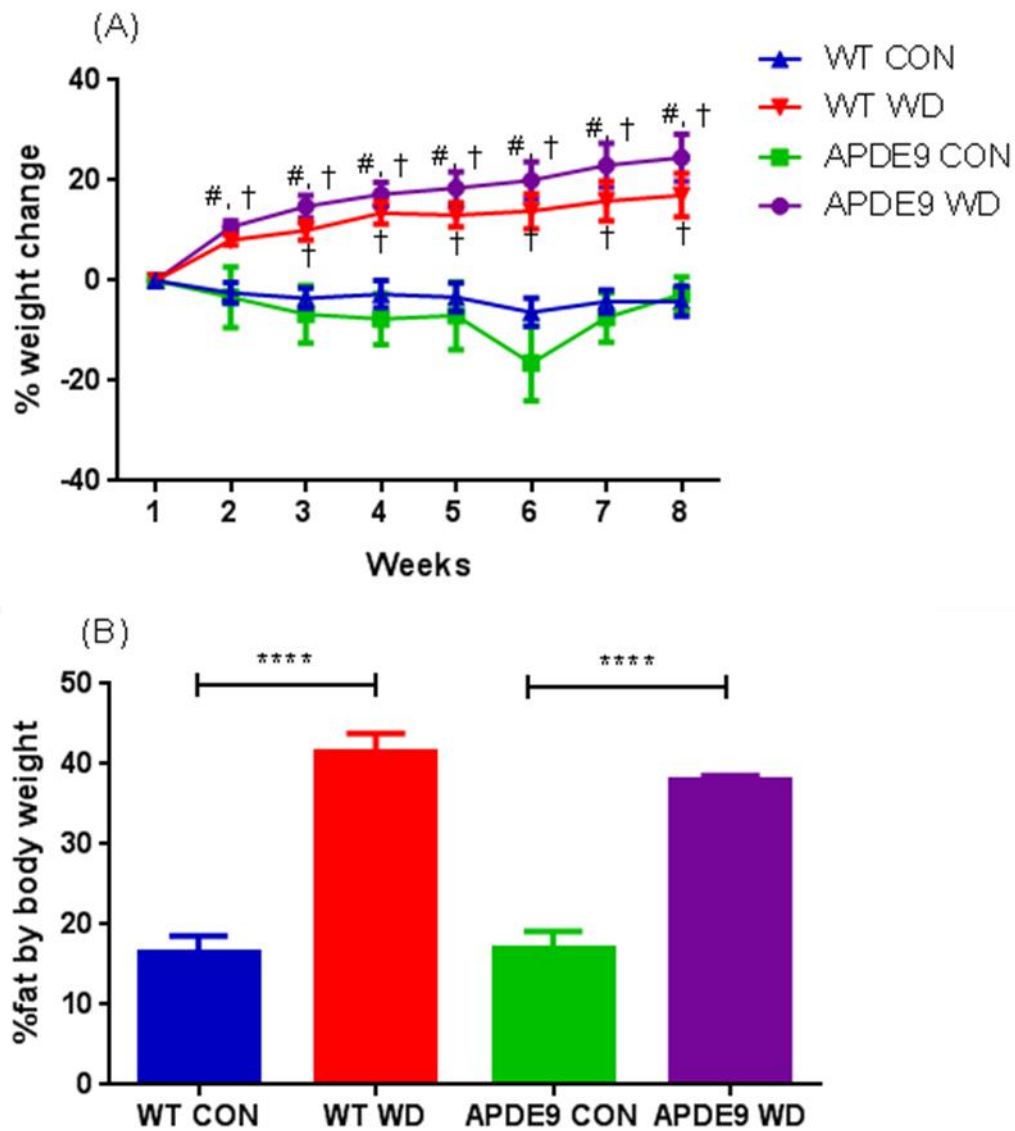 (A)
WT CON
WT WD
APDE9 CON
APDE9 WD
% weight change
40
20
0
-20
-40
#, †
#, †
#, †
#, †
#, †
#, †
#, †
†
†
†
†
†
†
1 2 3 4 5 6 7 8
Weeks
(B)
%fat by body weight
50
40
30
20
10
0
**** ****
WT CON WT WD APDE9 CON APDE9 WD